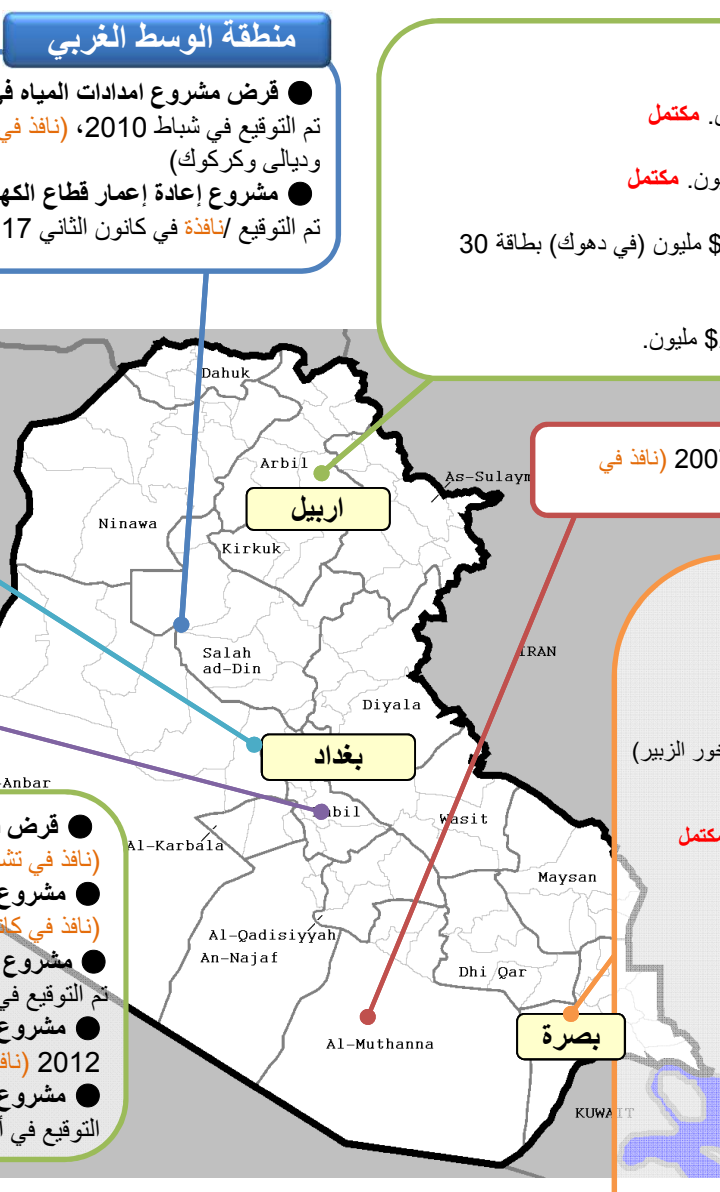 منطقة الوسط الغربي
● قرض مشروع امدادات المياه في
تم التوقيع في شباط 2010، (نافذ في
وديالى وكركوك)
● مشروع إعادة إعمار قطاع الكه
تم التوقيع /نافذة في كانون الثاني 17
مكتمل
ون. مكتمل
$ مليون (في دهوك) بطاقة 30
$ مليون.
2007 (نافذ في
خور الزبير)
مكتمل
Dahuk
Arbil
As-Sulaym
اربيل
Ninawa
Kirkuk
Salah
ad-Din
IRAN
Diyala
بغداد
Anbar
bil
Wasit
Al-Karbala
Maysan
Al-Qadisiyyah
An-Najaf
Dhi Qar
Al-Muthanna
بصرة
KUWAIT
● قرض
(نافذ في تش
● مشروع
(نافذ في كان
● مشروع
تم التوقيع في
● مشروع
2012 (ناف
● مشروع
التوقيع في أ